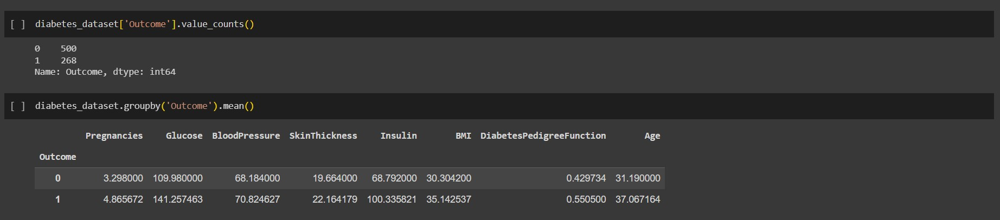 [ ] diabetes_dataset['Outcome'].value_counts()
0 500
1 268
Name: Outcome, dtype: int64
[ ] diabetes_dataset.groupby('Outcome').mean()
Pregnancies Glucose BloodPressure SkinThickness Insulin BMI DiabetesPedigreeFunction Age
Outcome
0 3.298000 109.980000 68.184000 19.664000 68.792000 30.304200 0.429734 31.190000
1 4.865672 141.257463 70.824627 22.164179 100.335821 35.142537 0.550500 37.067164